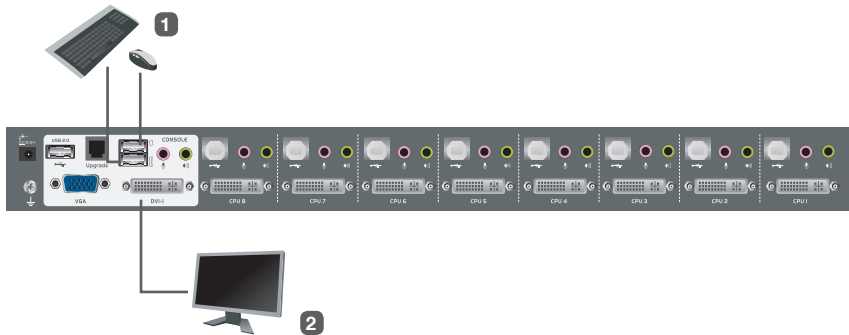 1
USB 2.0
CONSOLE
Upgrade
VGA
DVI-I
CPU 8
CPU 7
CPU 6
CPU 5
CPU 4
CPU 3
CPU 2
CPU 1
2